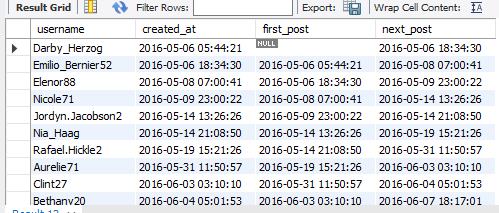 Result Grid Filter Rows: Export: Wrap Cell Content:
username created_at first_post next_post
Darby_Herzog 2016-05-06 05:44:21 NULL 2016-05-06 18:34:30
Emilio_Bernier52 2016-05-06 18:34:30 2016-05-06 05:44:21 2016-05-08 07:00:41
Elenor88 2016-05-08 07:00:41 2016-05-06 18:34:30 2016-05-09 23:00:22
Nicole71 2016-05-09 23:00:22 2016-05-08 07:00:41 2016-05-14 13:26:26
Jordyn.Jacobson2 2016-05-14 13:26:26 2016-05-09 23:00:22 2016-05-14 21:08:50
Nia_Haag 2016-05-14 21:08:50 2016-05-14 13:26:26 2016-05-19 15:21:26
Rafael.Hickle2 2016-05-19 15:21:26 2016-05-14 21:08:50 2016-05-31 11:50:57
Aurelie71 2016-05-31 11:50:57 2016-05-19 15:21:26 2016-06-03 03:10:10
Clint27 2016-06-03 03:10:10 2016-05-31 11:50:57 2016-06-04 05:01:53
Bethany20 2016-06-04 05:01:53 2016-06-03 03:10:10 2016-06-07 18:17:01